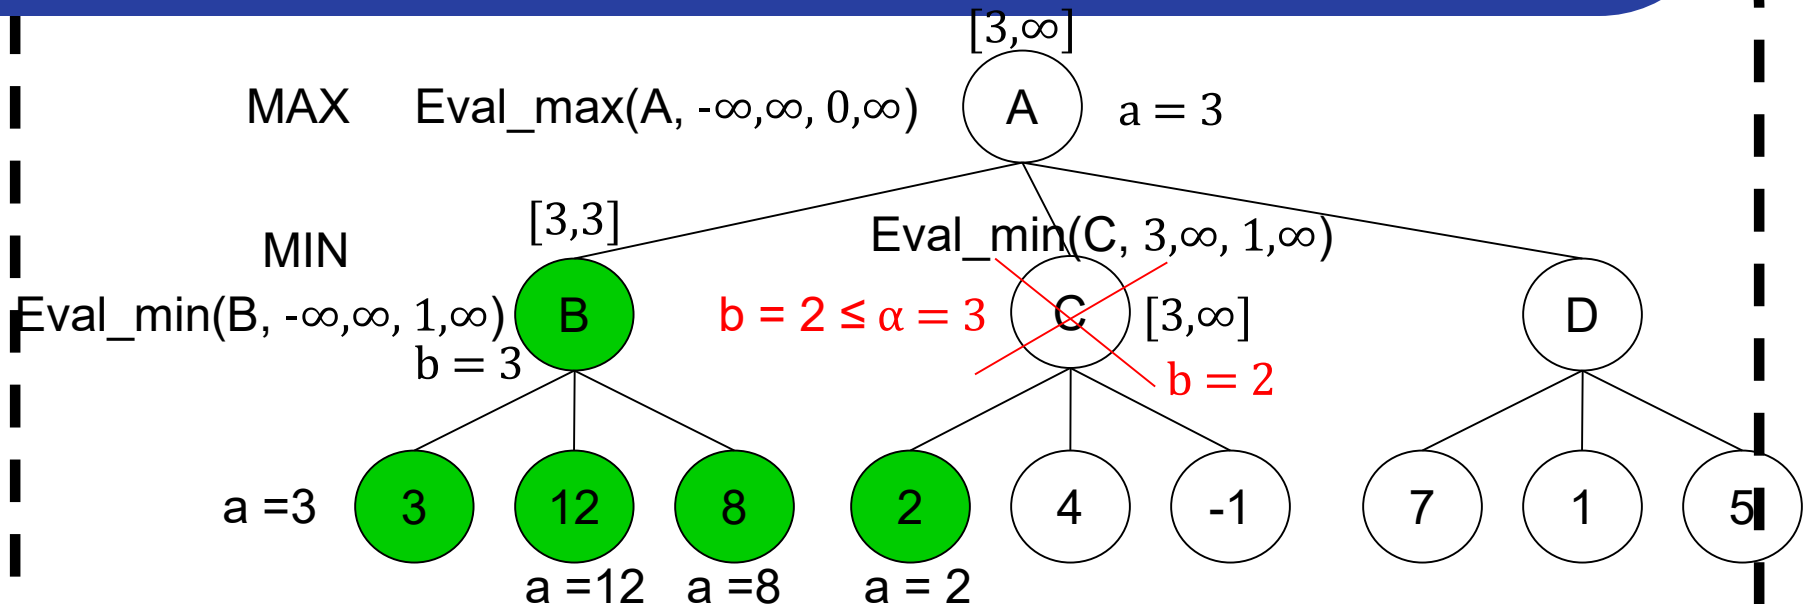 [3,∞]
MAX Eval_max(A, -∞,∞, 0,∞) A a = 3
[3,3]
MIN Eval_min(C, 3,∞, 1,∞)
Eval_min(B, -∞,∞, 1,∞) B b = 2 ≤ α = 3 C [3,∞] D
b = 3 b = 2
a =3 3 12 8 2 4 -1 7 1 5
a =12 a =8 a = 2